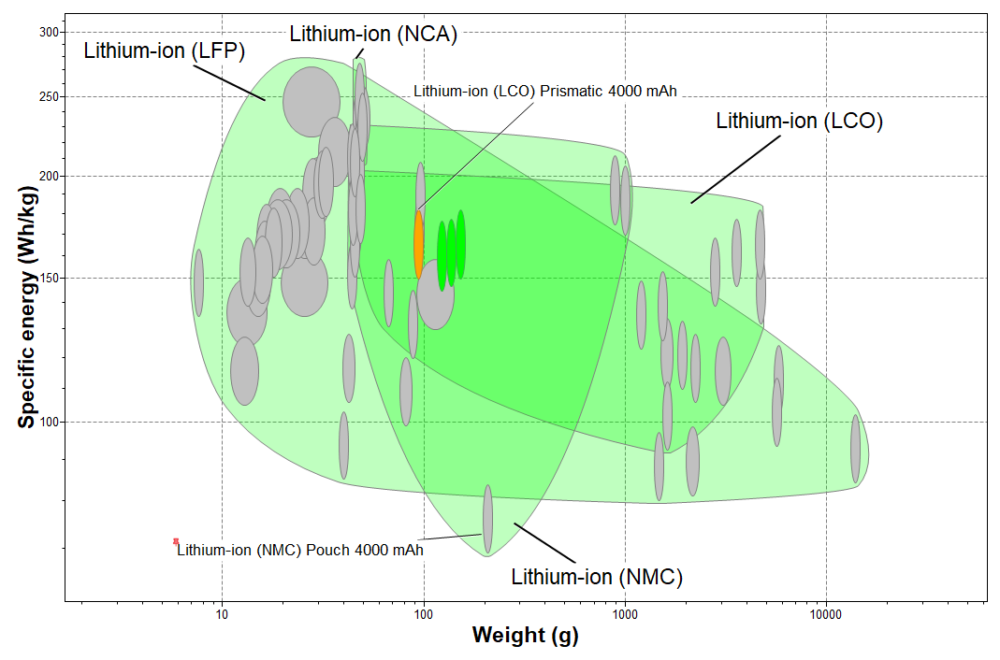 Lithium-ion (LFP)
Lithium-ion (NCA)
Lithium-ion (LCO) Prismatic 4000 mAh
Lithium-ion (LCO)
300
250
200
150
100
Specific energy (Wh/kg)
Lithium-ion (NMC) Pouch 4000 mAh
Lithium-ion (NMC)
10
100
1000
10000
Weight (g)